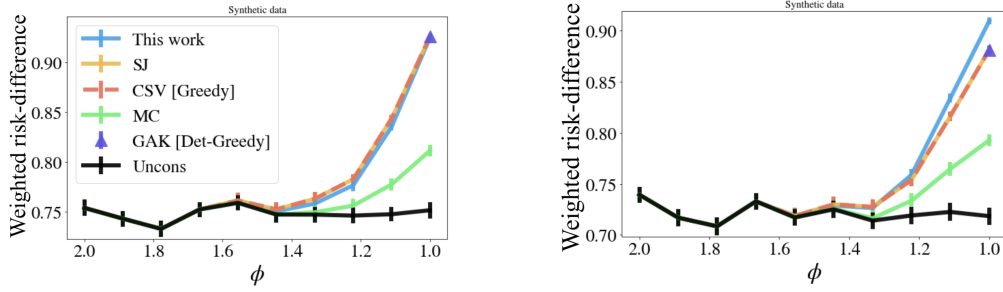 Synthetic data
Weighted risk-difference
0.90
0.85
0.80
0.75
This work
SJ
CSV [Greedy]
MC
GAK [Det-Greedy]
Uncons
2.0 1.8 1.6 1.4 1.2 1.0
ϕ
Synthetic data
Weighted risk-difference
0.90
0.85
0.80
0.75
0.70
2.0 1.8 1.6 1.4 1.2 1.0
ϕ